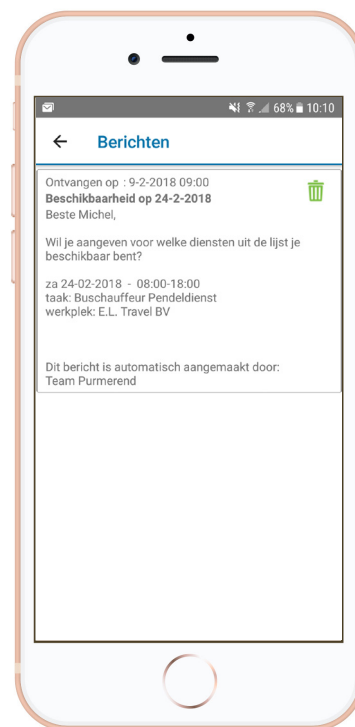 68% 10:10
Berichten
Ontvangen op : 9-2-2018 09:00
Beschikbaarheid op 24-2-2018
Beste Michel,
Wil je aangeven voor welke diensten uit de lijst je
beschikbaar bent?
za 24-02-2018 - 08:00-18:00
taak: Buschauffeur Pendeldienst
werkplek: E.L. Travel BV
Dit bericht is automatisch aangemaakt door:
Team Purmerend